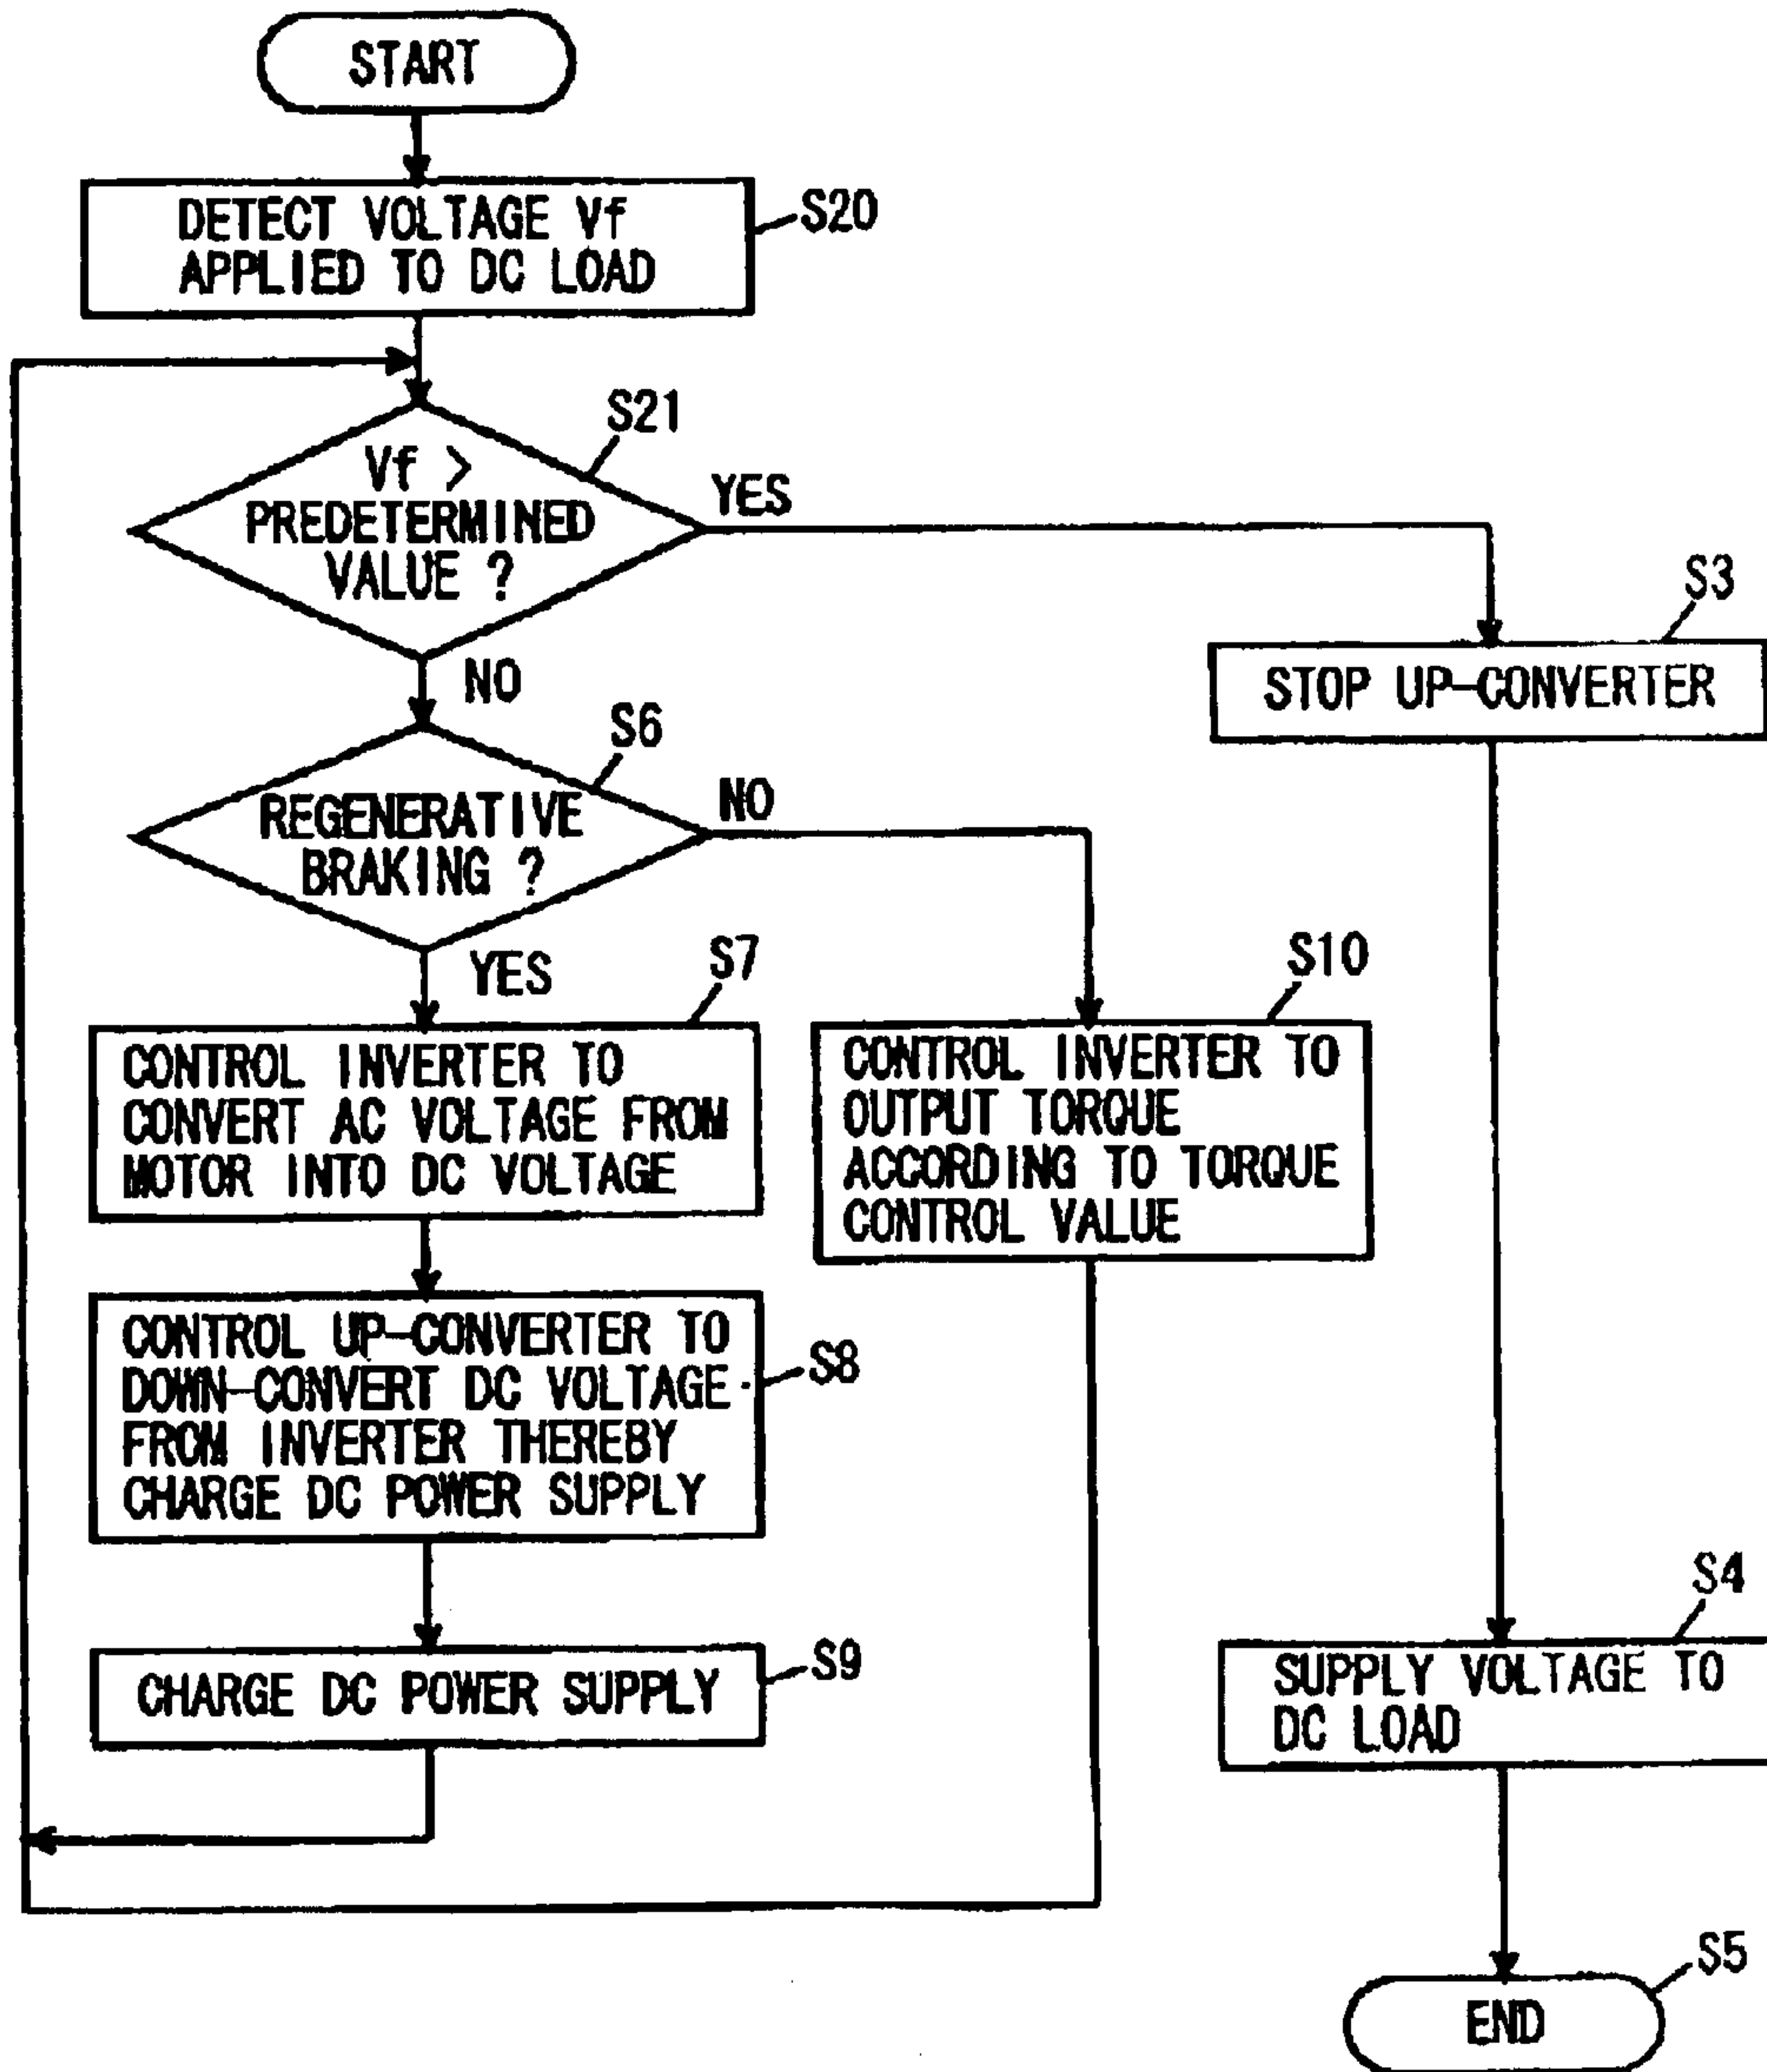 START
DETECT VOLTAGE Vf
APPLIED TO DC LOAD
S20
S21
Vf >
PREDETERMINED
VALUE ?
YES
NO
S3
STOP UP-CONVERTER
S6
REGENERATIVE
BRAKING ?
NO
YES
S7
CONTROL INVERTER TO
CONVERT AC VOLTAGE FROM
MOTOR INTO DC VOLTAGE
S10
CONTROL INVERTER TO
OUTPUT TORQUE
ACCORDING TO TORQUE
CONTROL VALUE
CONTROL UP-CONVERTER TO
DOWN-CONVERT DC VOLTAGE
FROM INVERTER THEREBY
CHARGE DC POWER SUPPLY
S8
CHARGE DC POWER SUPPLY
S9
S4
SUPPLY VOLTAGE TO
DC LOAD
S5
END